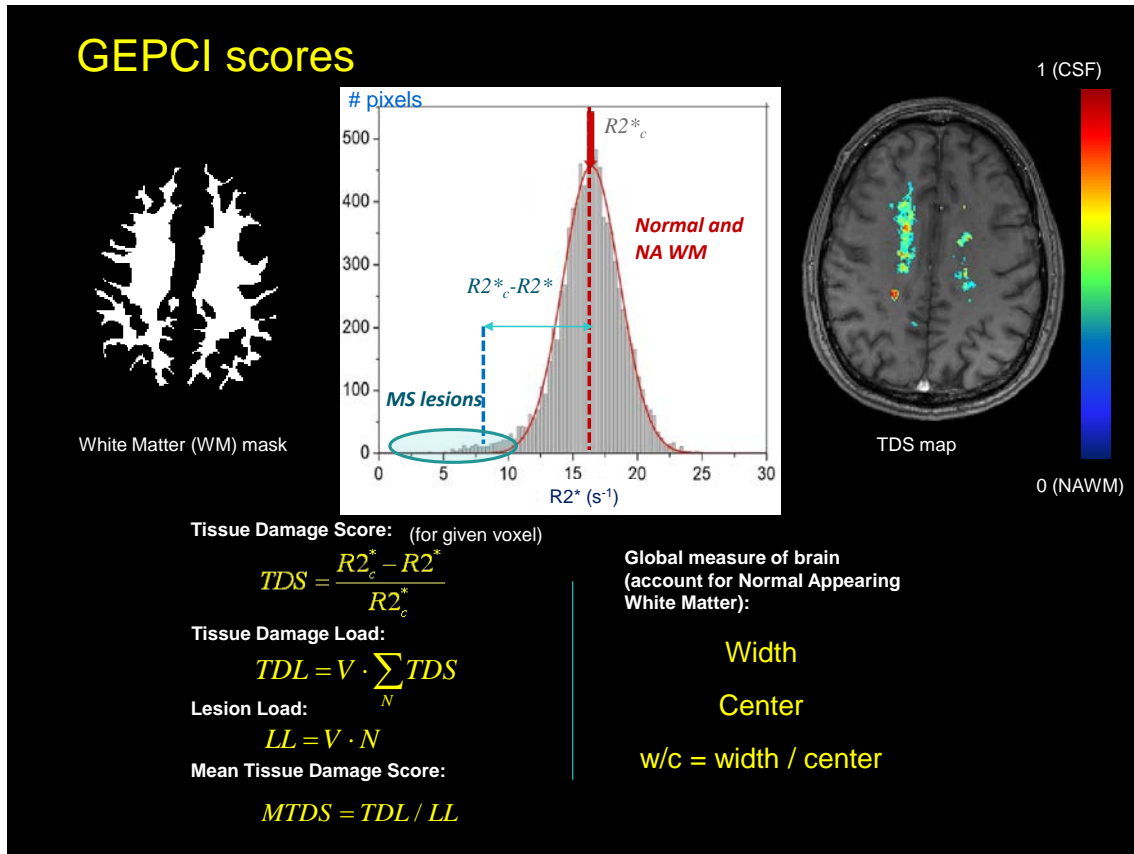 GEPCI scores
1 (CSF)
# pixels
R2*c
500
400
300
200
100
0
Normal and
NA WM
R2*c-R2*
MS lesions
0 5 10 15 20 25 30
R2* (s-1)
White Matter (WM) mask
TDS map
0 (NAWM)
Tissue Damage Score: (for given voxel)
TDS = (R2*c − R2*) / R2*c
Tissue Damage Load:
TDL = V · ∑N TDS
Lesion Load:
LL = V · N
Mean Tissue Damage Score:
MTDS = TDL / LL
Global measure of brain
(account for Normal Appearing
White Matter):
Width
Center
w/c = width / center